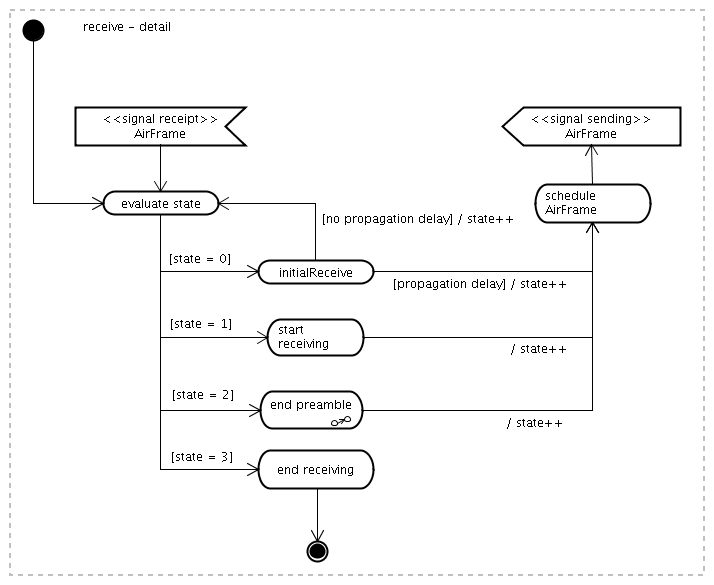 receive - detail
<<signal receipt>>
AirFrame
<<signal sending>>
AirFrame
evaluate state
schedule
AirFrame
[no propagation delay] / state++
[state = 0]
initialReceive
[propagation delay] / state++
[state = 1]
start
receiving
/ state++
[state = 2]
end preamble
/ state++
[state = 3]
end receiving